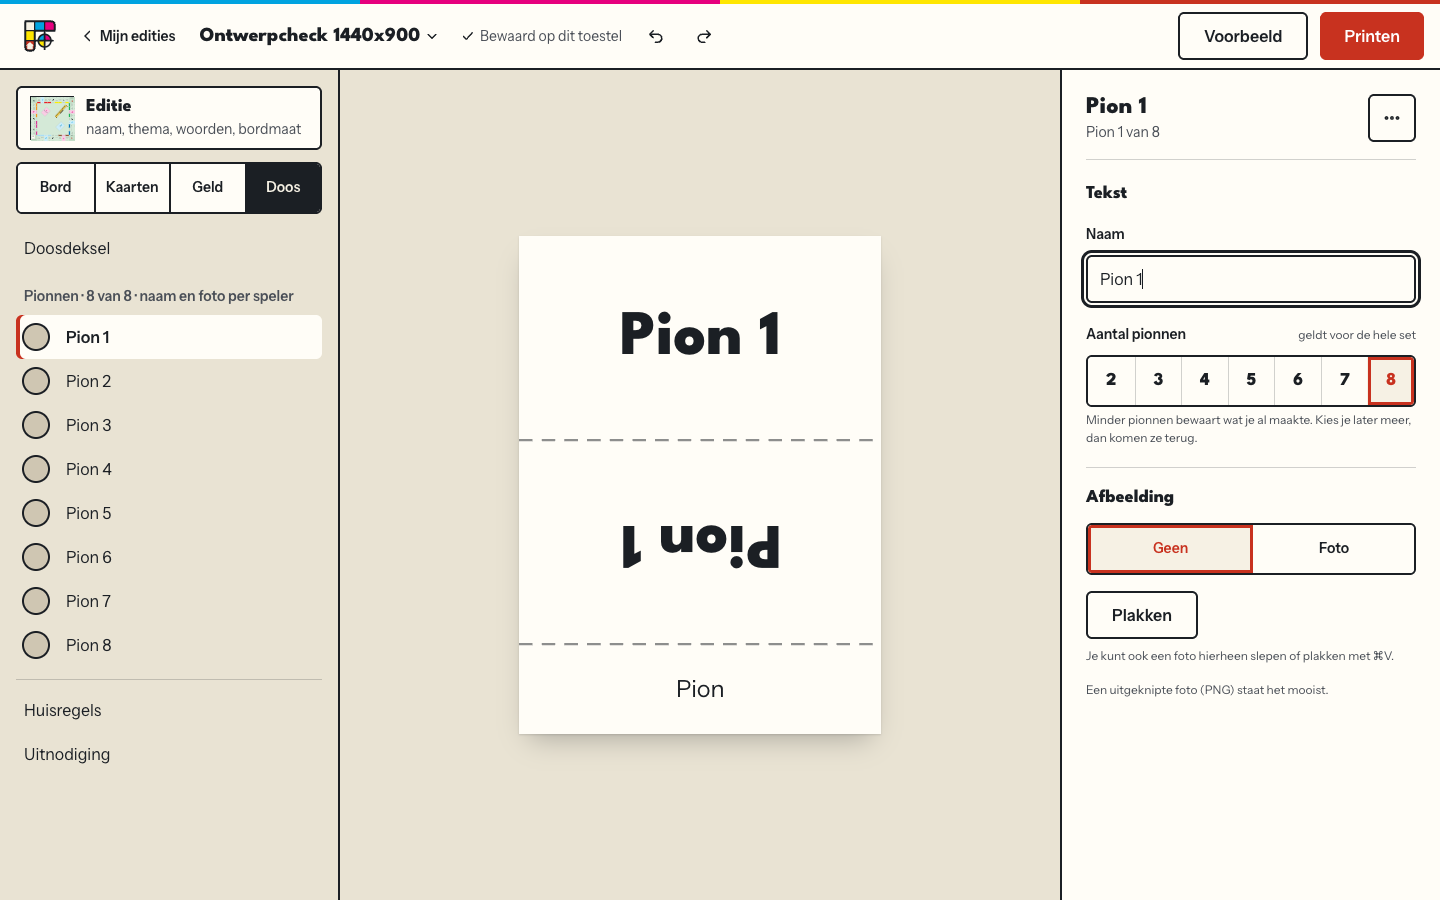 Mijn edities
Ontwerpcheck 1440x900
Bewaard op dit toestel
Voorbeeld
Printen
Editie
naam, thema, woorden, bordmaat
Bord
Kaarten
Geld
Doos
Doosdeksel
Pionnen · 8 van 8 · naam en foto per speler
Pion 1
Pion 2
Pion 3
Pion 4
Pion 5
Pion 6
Pion 7
Pion 8
Huisregels
Uitnodiging
Pion 1
Pion 1
Pion
Pion 1
Pion 1 van 8
Tekst
Naam
Pion 1
Aantal pionnen
geldt voor de hele set
2 3 4 5 6 7 8
Minder pionnen bewaart wat je al maakte. Kies je later meer,
dan komen ze terug.
Afbeelding
Geen
Foto
Plakken
Je kunt ook een foto hierheen slepen of plakken met ⌘V.
Een uitgeknipte foto (PNG) staat het mooist.